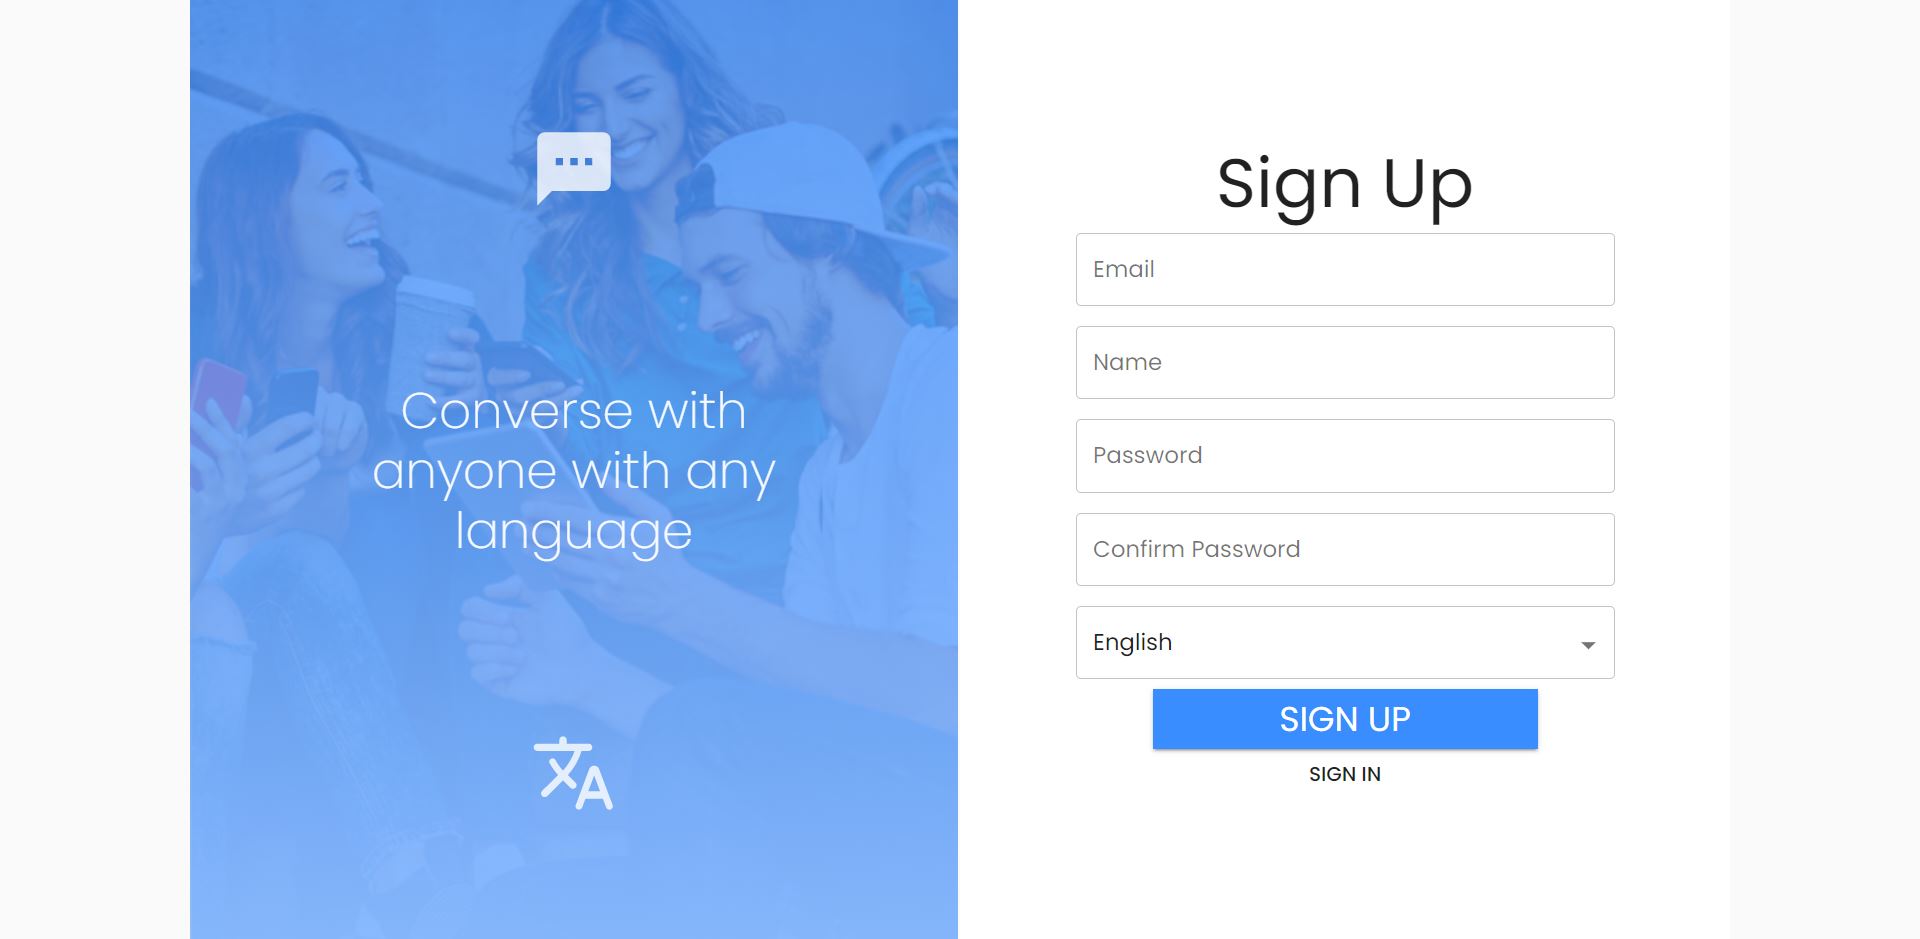 Converse with
anyone with any
language
Sign Up
Email
Name
Password
Confirm Password
English
SIGN UP
SIGN IN